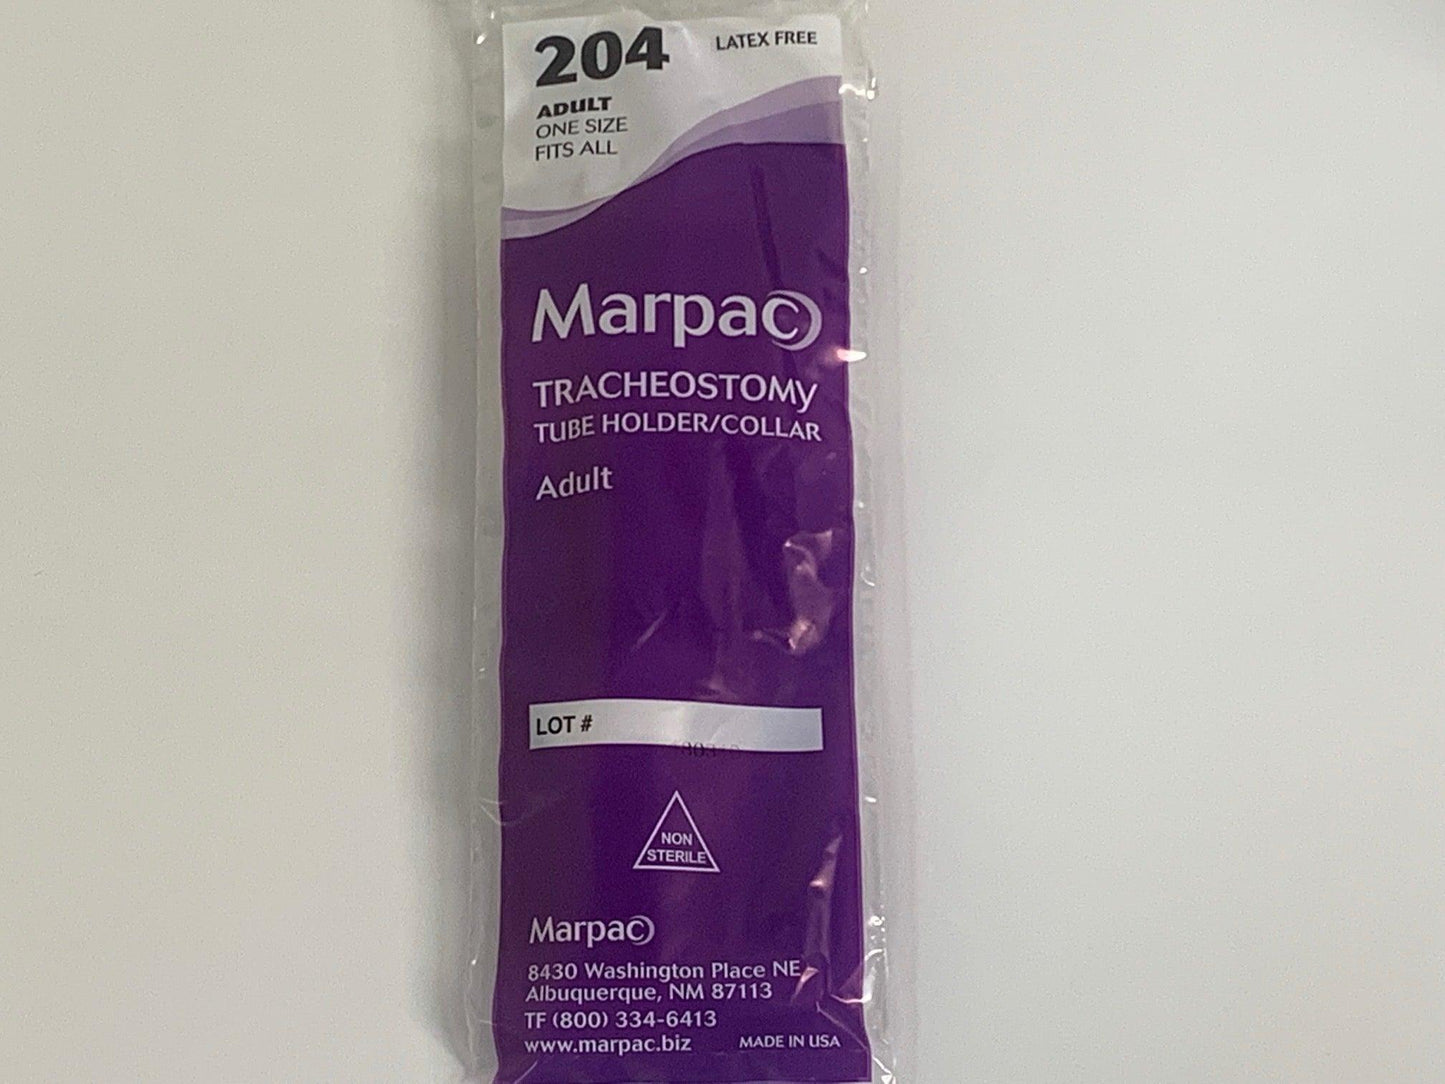 204
LATEX FREE
ADULT
ONE SIZE
FITS ALL
Marpac
TRACHEOSTOMY
TUBE HOLDER/COLLAR
Adult
LOT #
NON
STERILE
Marpac
8430 Washington Place NE
Albuquerque, NM 87113
TF (800) 334-6413
www.marpac.biz
MADE IN USA